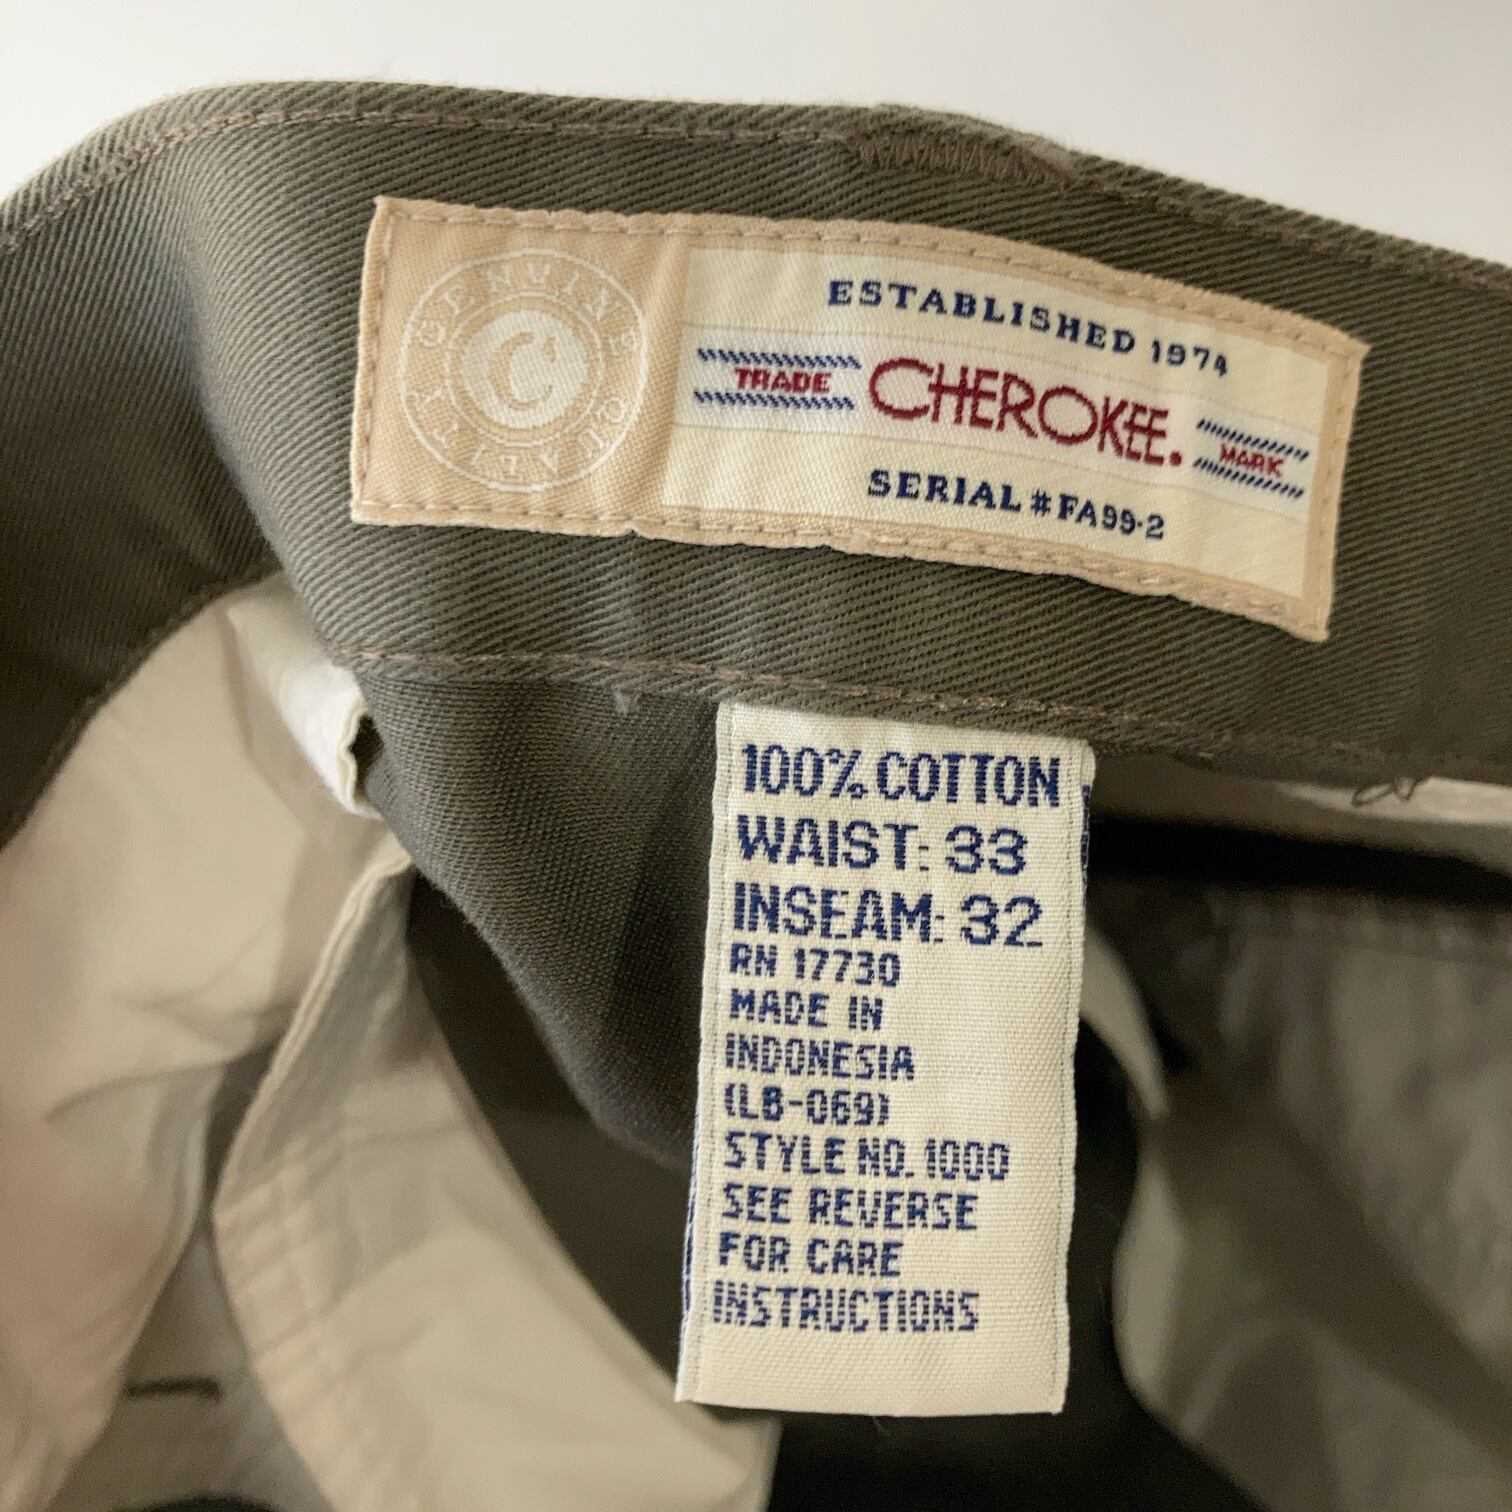 GENUINE QUALITY
C
ESTABLISHED 1974
TRADE CHEROKEE. MARK
SERIAL #FA99-2
100% COTTON
WAIST: 33
INSEAM: 32
RN 17730
MADE IN
INDONESIA
(LB-069)
STYLE NO. 1000
SEE REVERSE
FOR CARE
INSTRUCTIONS